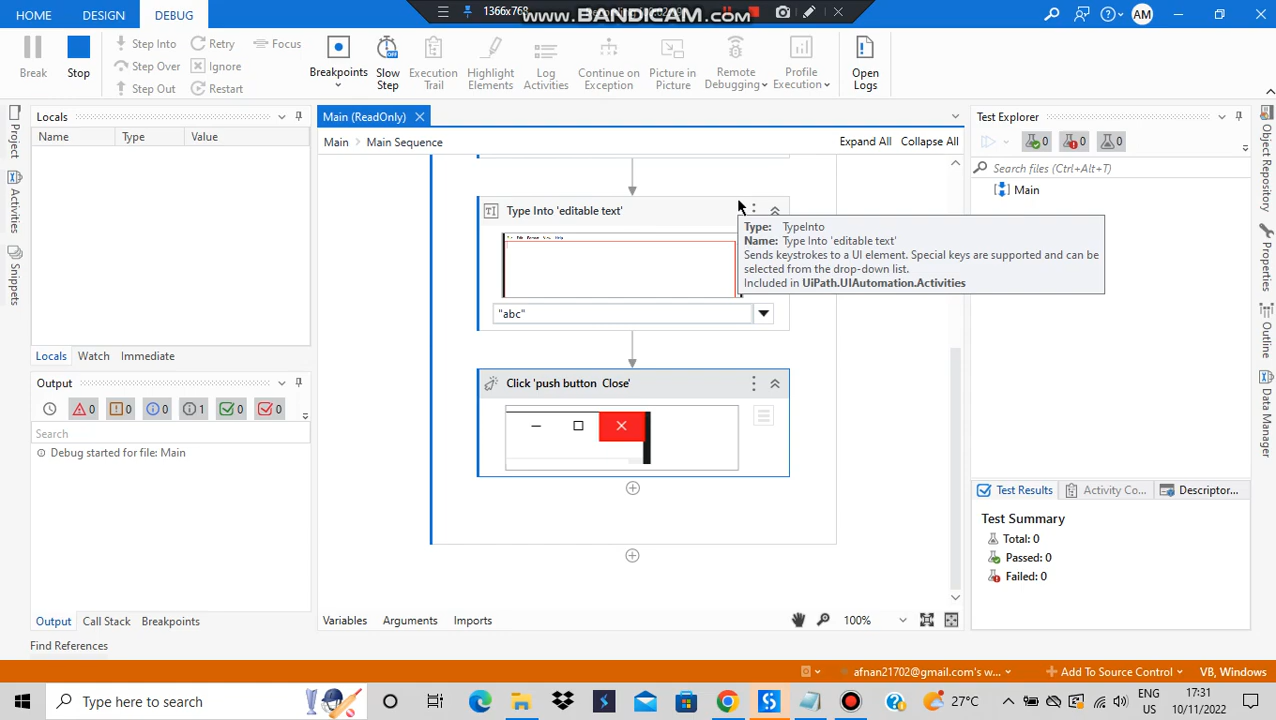 HOME DESIGN DEBUG
1366x768
www.BANDICAM.com
AM
Break
Stop
Step Into
Step Over
Step Out
Retry
Ignore
Restart
Focus
Breakpoints
Slow Step
Execution Trail
Highlight Elements
Log Activities
Continue on Exception
Picture in Picture
Remote Debugging
Profile Execution
Open Logs
Project
Activities
Snippets
Locals
Name Type Value
Locals Watch Immediate
Output
0 0 0 1 0 0
Search
Debug started for file: Main
Output Call Stack Breakpoints
Find References
Main (ReadOnly)
Main > Main Sequence
Expand All Collapse All
Type Into 'editable text'
"abc"
Type: TypeInto
Name: Type Into 'editable text'
Sends keystrokes to a UI element. Special keys are supported and can be
selected from the drop-down list.
Included in UiPath.UIAutomation.Activities
Click 'push button Close'
Variables Arguments Imports
100%
Test Explorer
0 0 0
Search files (Ctrl+Alt+T)
Main
Test Results Activity Co... Descriptor...
Test Summary
Total: 0
Passed: 0
Failed: 0
Object Repository
Properties
Outline
Data Manager
afnan21702@gmail.com's w...
Add To Source Control
VB, Windows
Type here to search
27°C
ENG
US
17:31
10/11/2022